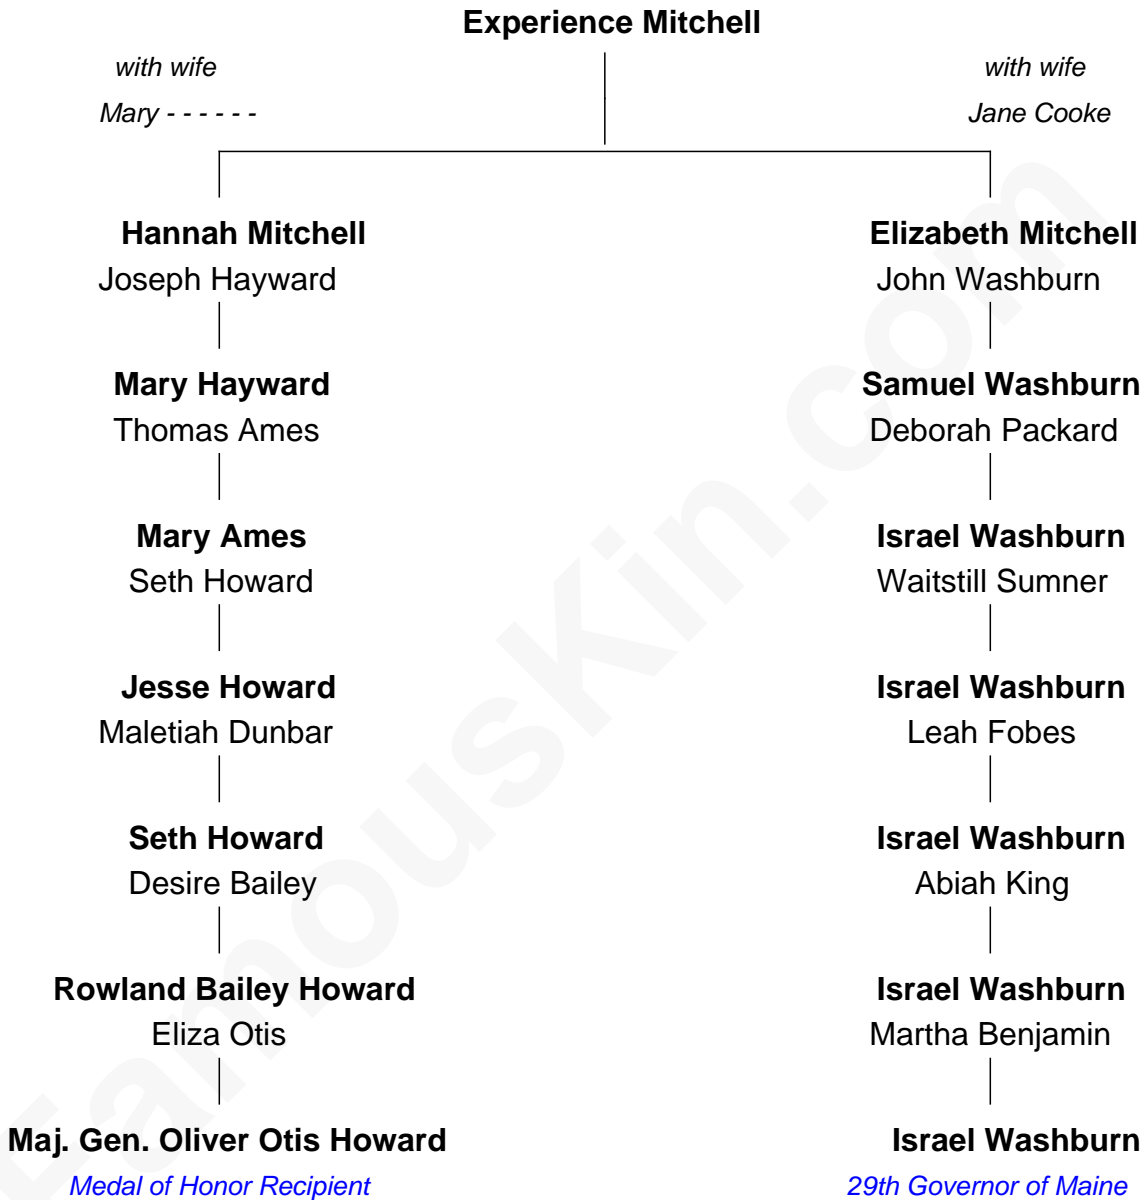 Experience Mitchell
with wife with wife
Mary - - - - - - Jane Cooke
Hannah Mitchell Elizabeth Mitchell
Joseph Hayward John Washburn
Mary Hayward Samuel Washburn
Thomas Ames Deborah Packard
Mary Ames Israel Washburn
Seth Howard Waitstill Sumner
Jesse Howard Israel Washburn
Maletiah Dunbar Leah Fobes
Seth Howard Israel Washburn
Desire Bailey Abiah King
Rowland Bailey Howard Israel Washburn
Eliza Otis Martha Benjamin
Maj. Gen. Oliver Otis Howard Israel Washburn
Medal of Honor Recipient 29th Governor of Maine
FamousKin.com